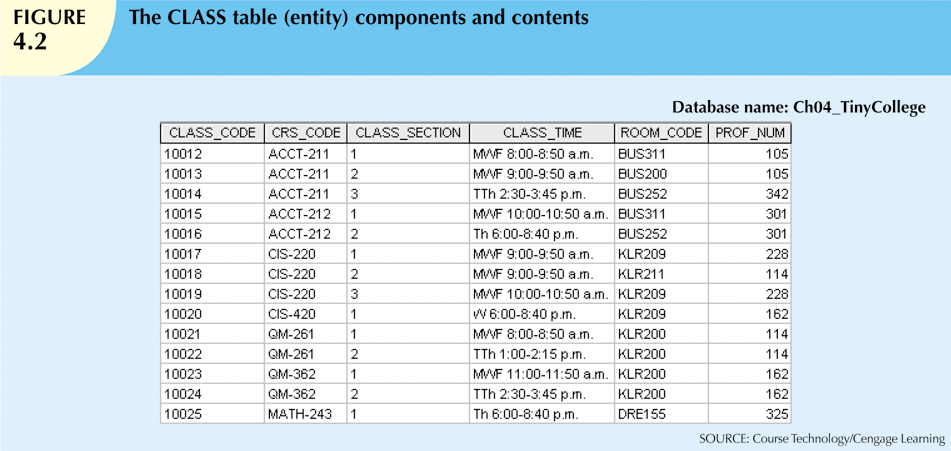 FIGURE
4.2
The CLASS table (entity) components and contents
Database name: Ch04_TinyCollege
CLASS_CODE CRS_CODE CLASS_SECTION CLASS_TIME ROOM_CODE PROF_NUM
10012 ACCT-211 1 MWF 8:00-8:50 a.m. BUS311 105
10013 ACCT-211 2 MWF 9:00-9:50 a.m. BUS200 105
10014 ACCT-211 3 TTh 2:30-3:45 p.m. BUS252 342
10015 ACCT-212 1 MWF 10:00-10:50 a.m. BUS311 301
10016 ACCT-212 2 Th 6:00-8:40 p.m. BUS252 301
10017 CIS-220 1 MWF 9:00-9:50 a.m. KLR209 228
10018 CIS-220 2 MWF 9:00-9:50 a.m. KLR211 114
10019 CIS-220 3 MWF 10:00-10:50 a.m. KLR209 228
10020 CIS-420 1 W 6:00-8:40 p.m. KLR209 162
10021 QM-261 1 MWF 8:00-8:50 a.m. KLR200 114
10022 QM-261 2 TTh 1:00-2:15 p.m. KLR200 114
10023 QM-362 1 MWF 11:00-11:50 a.m. KLR200 162
10024 QM-362 2 TTh 2:30-3:45 p.m. KLR200 162
10025 MATH-243 1 Th 6:00-8:40 p.m. DRE155 325
SOURCE: Course Technology/Cengage Learning